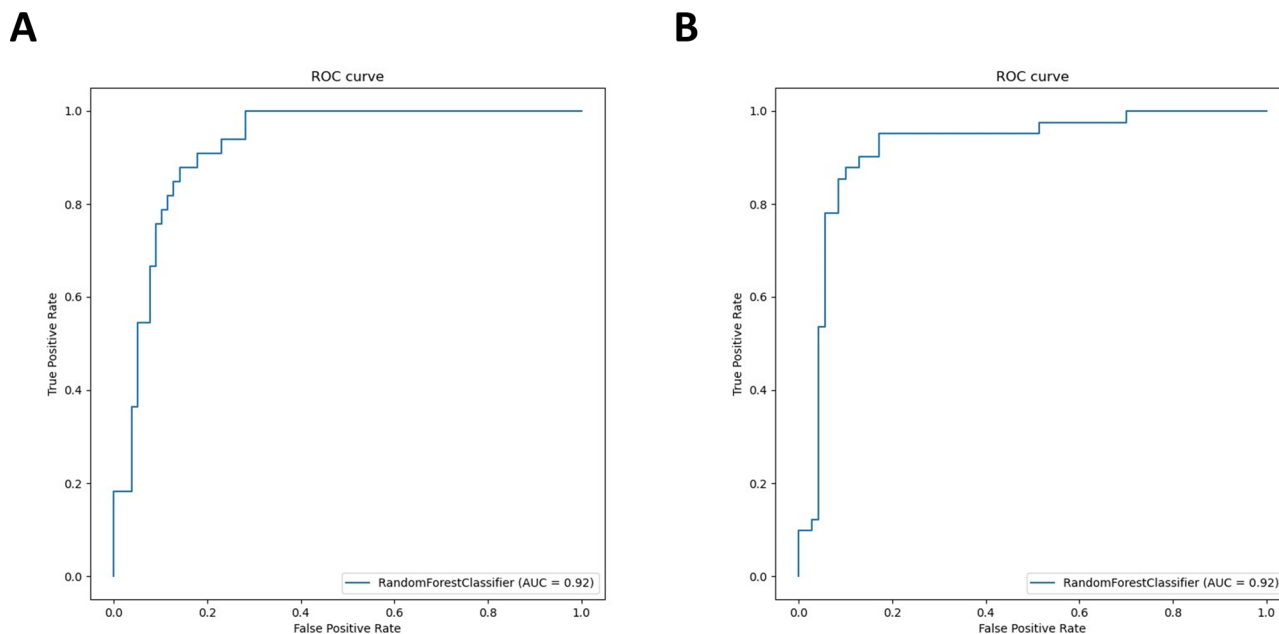 A
B
ROC curve
1.0
0.8
0.6
0.4
0.2
0.0
True Positive Rate
RandomForestClassifier (AUC = 0.92)
0.0 0.2 0.4 0.6 0.8 1.0
False Positive Rate
ROC curve
1.0
0.8
0.6
0.4
0.2
0.0
True Positive Rate
RandomForestClassifier (AUC = 0.92)
0.0 0.2 0.4 0.6 0.8 1.0
False Positive Rate